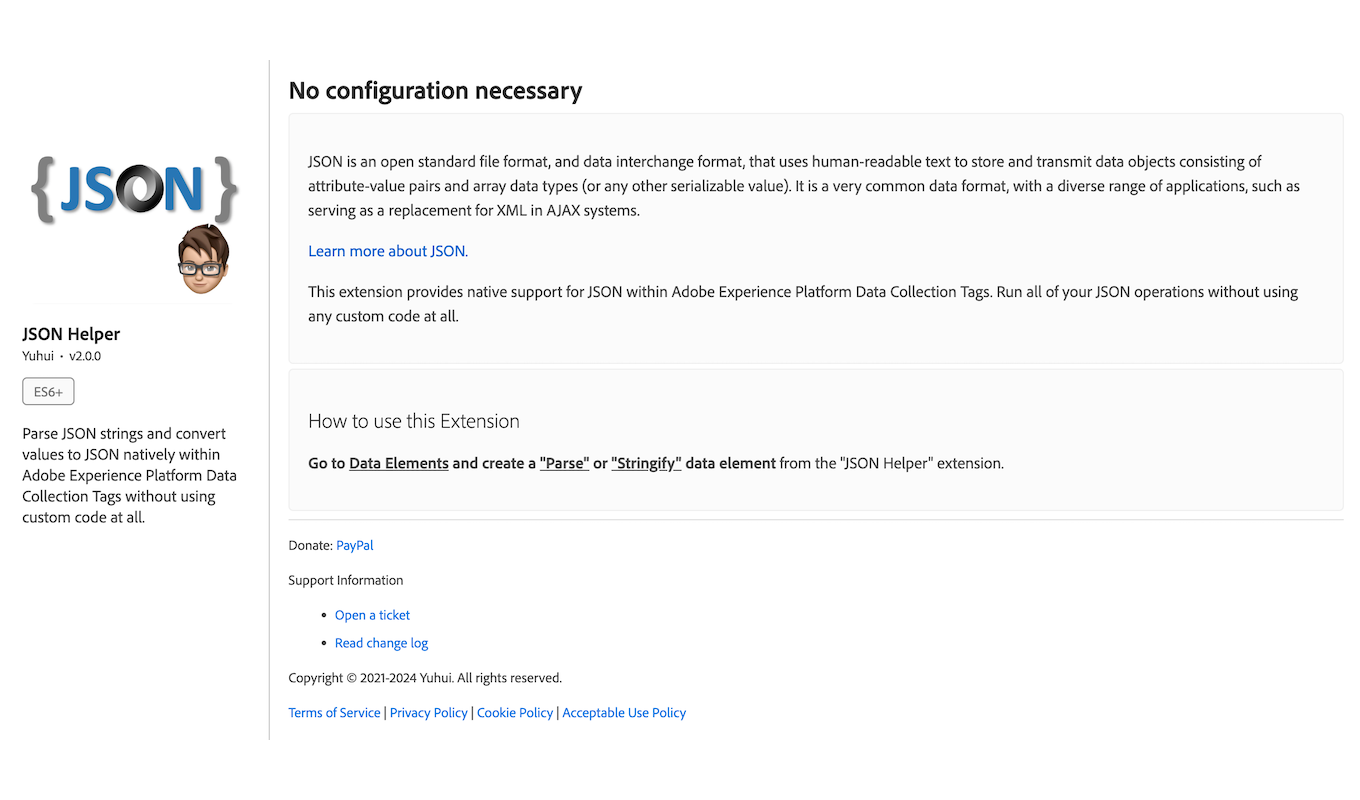 {JSON}
JSON Helper
Yuhui • v2.0.0
ES6+
Parse JSON strings and convert
values to JSON natively within
Adobe Experience Platform Data
Collection Tags without using
custom code at all.
No configuration necessary
JSON is an open standard file format, and data interchange format, that uses human-readable text to store and transmit data objects consisting of
attribute-value pairs and array data types (or any other serializable value). It is a very common data format, with a diverse range of applications, such as
serving as a replacement for XML in AJAX systems.
Learn more about JSON.
This extension provides native support for JSON within Adobe Experience Platform Data Collection Tags. Run all of your JSON operations without using
any custom code at all.
How to use this Extension
Go to Data Elements and create a "Parse" or "Stringify" data element from the "JSON Helper" extension.
Donate: PayPal
Support Information
• Open a ticket
• Read change log
Copyright © 2021-2024 Yuhui. All rights reserved.
Terms of Service | Privacy Policy | Cookie Policy | Acceptable Use Policy